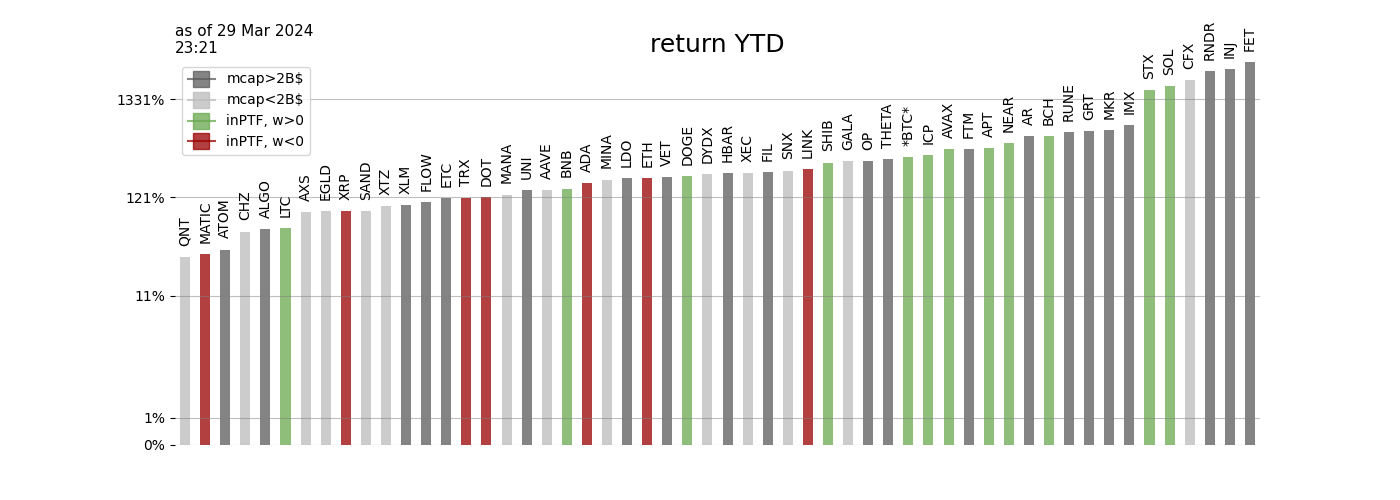 as of 29 Mar 2024
23:21
return YTD
mcap>2B$
mcap<2B$
inPTF, w>0
inPTF, w<0
1331%
121%
11%
1%
0%
QNT
MATIC
ATOM
CHZ
ALGO
LTC
AXS
EGLD
XRP
SAND
XTZ
XLM
FLOW
ETC
TRX
DOT
MANA
UNI
AAVE
BNB
ADA
MINA
LDO
ETH
VET
DOGE
DYDX
HBAR
XEC
FIL
SNX
LINK
SHIB
GALA
OP
THETA
*BTC*
ICP
AVAX
FTM
APT
NEAR
AR
BCH
RUNE
GRT
MKR
IMX
STX
SOL
CFX
RNDR
INJ
FET